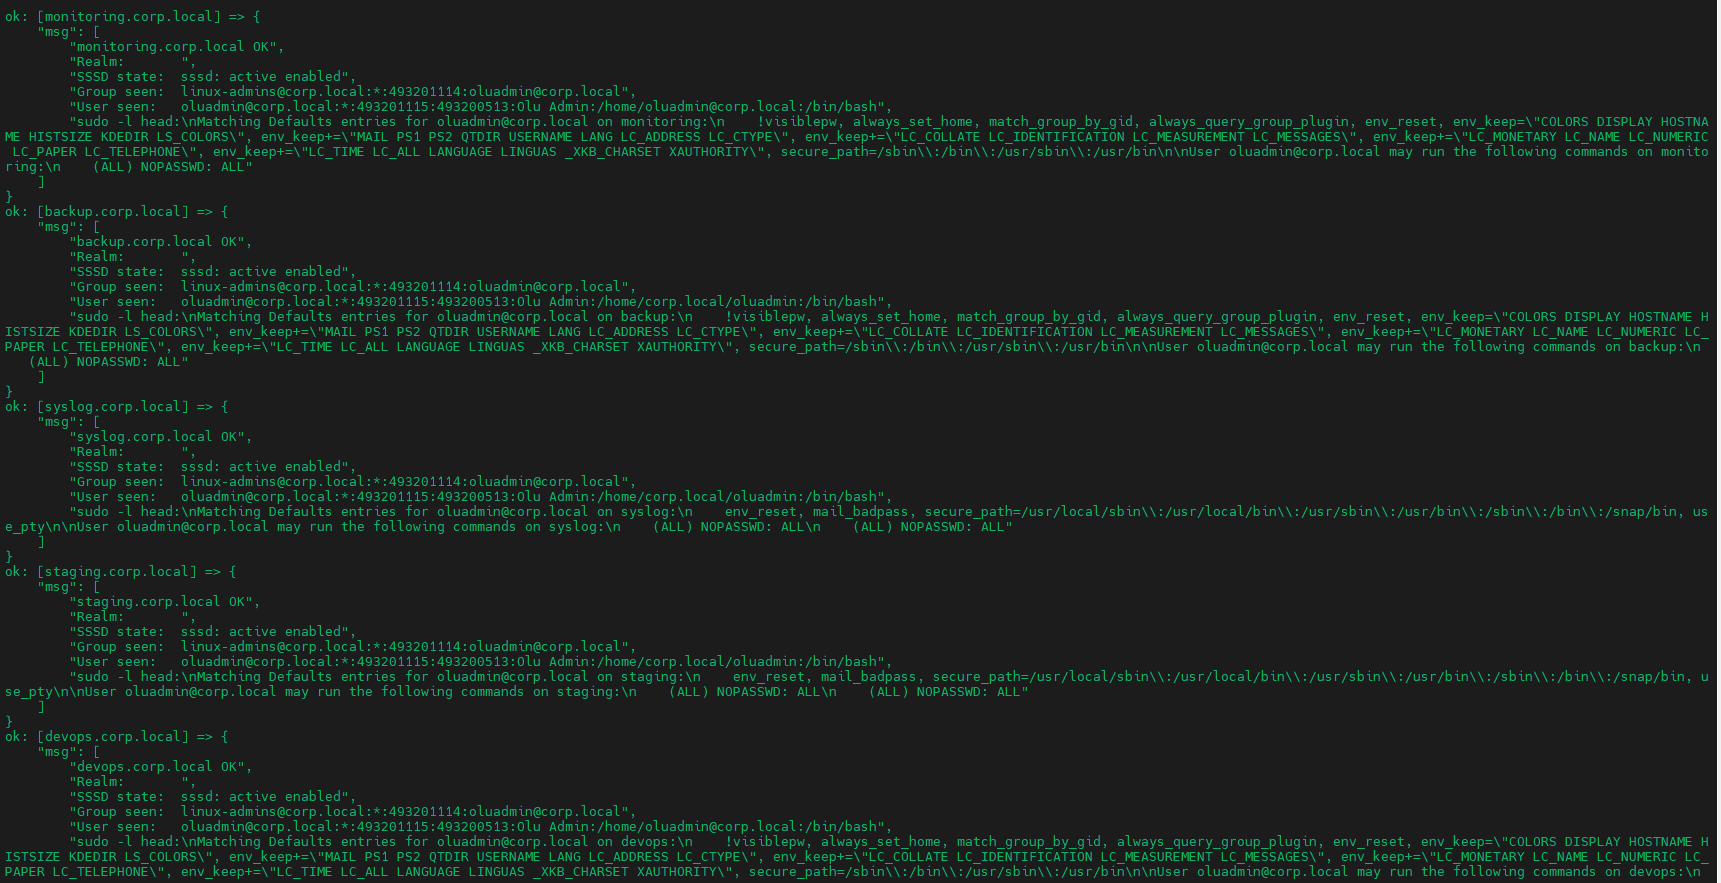 ok: [monitoring.corp.local] => {
    "msg": [
        "monitoring.corp.local OK",
        "Realm:       ",
        "SSSD state:  sssd: active enabled",
        "Group seen:  linux-admins@corp.local:*:493201114:oluadmin@corp.local",
        "User seen:   oluadmin@corp.local:*:493201115:493200513:Olu Admin:/home/oluadmin@corp.local:/bin/bash",
        "sudo -l head:\nMatching Defaults entries for oluadmin@corp.local on monitoring:\n    !visiblepw, always_set_home, match_group_by_gid, always_query_group_plugin, env_reset, env_keep=\"COLORS DISPLAY HOSTNA
ME HISTSIZE KDEDIR LS_COLORS\", env_keep+=\"MAIL PS1 PS2 QTDIR USERNAME LANG LC_ADDRESS LC_CTYPE\", env_keep+=\"LC_COLLATE LC_IDENTIFICATION LC_MEASUREMENT LC_MESSAGES\", env_keep+=\"LC_MONETARY LC_NAME LC_NUMERIC
 LC_PAPER LC_TELEPHONE\", env_keep+=\"LC_TIME LC_ALL LANGUAGE LINGUAS _XKB_CHARSET XAUTHORITY\", secure_path=/sbin\\:/bin\\:/usr/sbin\\:/usr/bin\n\nUser oluadmin@corp.local may run the following commands on monito
ring:\n    (ALL) NOPASSWD: ALL"
    ]
}
ok: [backup.corp.local] => {
    "msg": [
        "backup.corp.local OK",
        "Realm:       ",
        "SSSD state:  sssd: active enabled",
        "Group seen:  linux-admins@corp.local:*:493201114:oluadmin@corp.local",
        "User seen:   oluadmin@corp.local:*:493201115:493200513:Olu Admin:/home/corp.local/oluadmin:/bin/bash",
        "sudo -l head:\nMatching Defaults entries for oluadmin@corp.local on backup:\n    !visiblepw, always_set_home, match_group_by_gid, always_query_group_plugin, env_reset, env_keep=\"COLORS DISPLAY HOSTNAME H
ISTSIZE KDEDIR LS_COLORS\", env_keep+=\"MAIL PS1 PS2 QTDIR USERNAME LANG LC_ADDRESS LC_CTYPE\", env_keep+=\"LC_COLLATE LC_IDENTIFICATION LC_MEASUREMENT LC_MESSAGES\", env_keep+=\"LC_MONETARY LC_NAME LC_NUMERIC LC_
PAPER LC_TELEPHONE\", env_keep+=\"LC_TIME LC_ALL LANGUAGE LINGUAS _XKB_CHARSET XAUTHORITY\", secure_path=/sbin\\:/bin\\:/usr/sbin\\:/usr/bin\n\nUser oluadmin@corp.local may run the following commands on backup:\n
   (ALL) NOPASSWD: ALL"
    ]
}
ok: [syslog.corp.local] => {
    "msg": [
        "syslog.corp.local OK",
        "Realm:       ",
        "SSSD state:  sssd: active enabled",
        "Group seen:  linux-admins@corp.local:*:493201114:oluadmin@corp.local",
        "User seen:   oluadmin@corp.local:*:493201115:493200513:Olu Admin:/home/corp.local/oluadmin:/bin/bash",
        "sudo -l head:\nMatching Defaults entries for oluadmin@corp.local on syslog:\n    env_reset, mail_badpass, secure_path=/usr/local/sbin\\:/usr/local/bin\\:/usr/sbin\\:/usr/bin\\:/sbin\\:/bin\\:/snap/bin, us
e_pty\n\nUser oluadmin@corp.local may run the following commands on syslog:\n    (ALL) NOPASSWD: ALL\n    (ALL) NOPASSWD: ALL"
    ]
}
ok: [staging.corp.local] => {
    "msg": [
        "staging.corp.local OK",
        "Realm:       ",
        "SSSD state:  sssd: active enabled",
        "Group seen:  linux-admins@corp.local:*:493201114:oluadmin@corp.local",
        "User seen:   oluadmin@corp.local:*:493201115:493200513:Olu Admin:/home/corp.local/oluadmin:/bin/bash",
        "sudo -l head:\nMatching Defaults entries for oluadmin@corp.local on staging:\n    env_reset, mail_badpass, secure_path=/usr/local/sbin\\:/usr/local/bin\\:/usr/sbin\\:/usr/bin\\:/sbin\\:/bin\\:/snap/bin, u
se_pty\n\nUser oluadmin@corp.local may run the following commands on staging:\n    (ALL) NOPASSWD: ALL\n    (ALL) NOPASSWD: ALL"
    ]
}
ok: [devops.corp.local] => {
    "msg": [
        "devops.corp.local OK",
        "Realm:       ",
        "SSSD state:  sssd: active enabled",
        "Group seen:  linux-admins@corp.local:*:493201114:oluadmin@corp.local",
        "User seen:   oluadmin@corp.local:*:493201115:493200513:Olu Admin:/home/oluadmin@corp.local:/bin/bash",
        "sudo -l head:\nMatching Defaults entries for oluadmin@corp.local on devops:\n    !visiblepw, always_set_home, match_group_by_gid, always_query_group_plugin, env_reset, env_keep=\"COLORS DISPLAY HOSTNAME H
ISTSIZE KDEDIR LS_COLORS\", env_keep+=\"MAIL PS1 PS2 QTDIR USERNAME LANG LC_ADDRESS LC_CTYPE\", env_keep+=\"LC_COLLATE LC_IDENTIFICATION LC_MEASUREMENT LC_MESSAGES\", env_keep+=\"LC_MONETARY LC_NAME LC_NUMERIC LC_
PAPER LC_TELEPHONE\", env_keep+=\"LC_TIME LC_ALL LANGUAGE LINGUAS _XKB_CHARSET XAUTHORITY\", secure_path=/sbin\\:/bin\\:/usr/sbin\\:/usr/bin\n\nUser oluadmin@corp.local may run the following commands on devops:\n